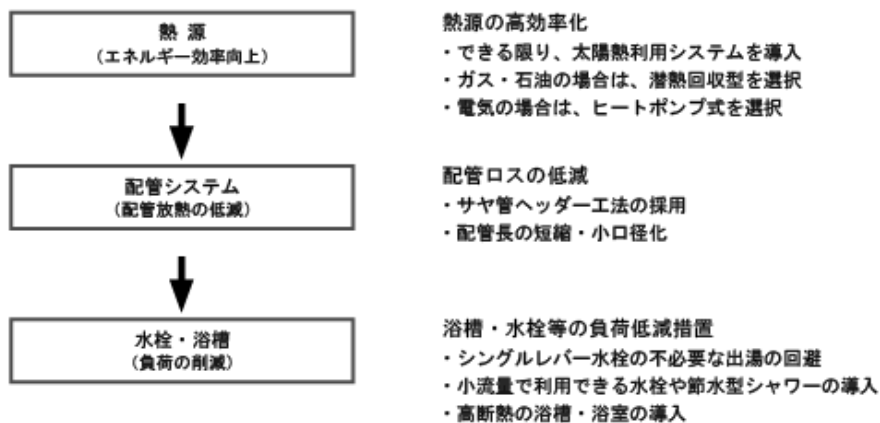 熱 源
(エネルギー効率向上)
熱源の高効率化
・できる限り、太陽熱利用システムを導入
・ガス・石油の場合は、潜熱回収型を選択
・電気の場合は、ヒートポンプ式を選択
配管システム
(配管放熱の低減)
配管ロスの低減
・サヤ管ヘッダー工法の採用
・配管長の短縮・小口径化
水栓・浴槽
(負荷の削減)
浴槽・水栓等の負荷低減措置
・シングルレバー水栓の不必要な出湯の回避
・小流量で利用できる水栓や節水型シャワーの導入
・高断熱の浴槽・浴室の導入